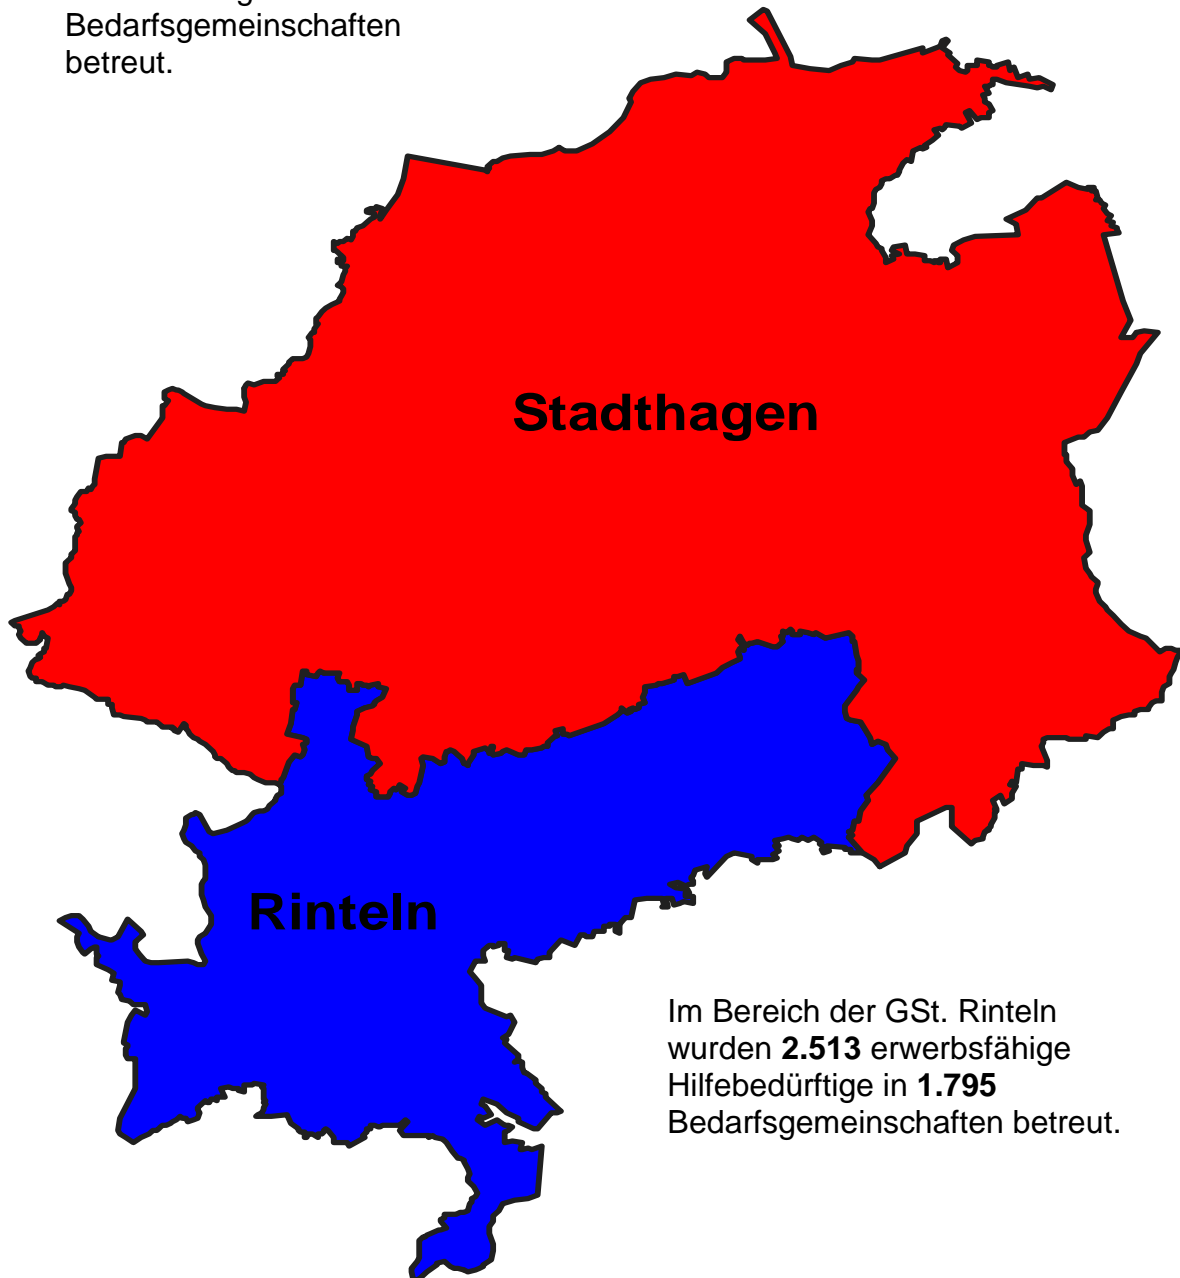 Bedarfsgemeinschaften
betreut.
Stadthagen
Rinteln
Im Bereich der GSt. Rinteln
wurden 2.513 erwerbsfähige
Hilfebedürftige in 1.795
Bedarfsgemeinschaften betreut.